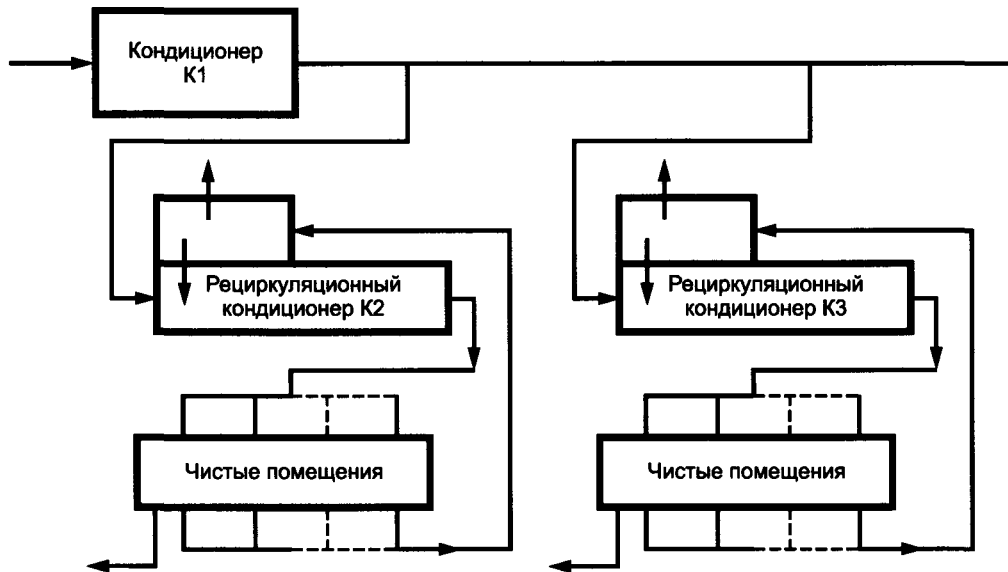 Кондиционер
К1
Рециркуляционный
кондиционер К2
Рециркуляционный
кондиционер К3
Чистые помещения
Чистые помещения